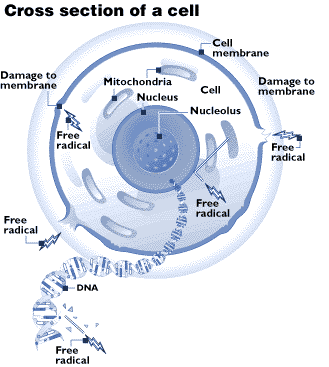 Cross section of a cell
Cell
membrane
Damage to
membrane
Mitochondria
Cell
Damage to
membrane
Nucleus
Nucleolus
Free
radical
Free
radical
Free
radical
Free
radical
DNA
Free
radical